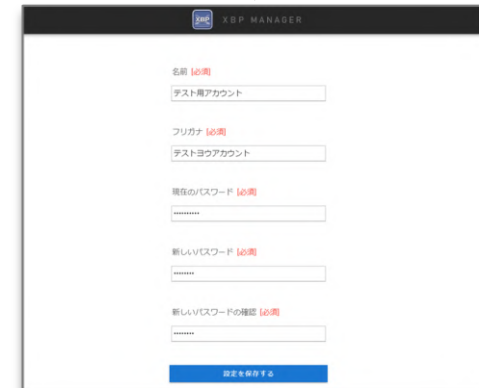 XBP XBP MANAGER
名前 [必須]
テスト用アカウント
フリガナ [必須]
テストヨウアカウント
現在のパスワード [必須]
••••••••••
新しいパスワード [必須]
••••••••
新しいパスワードの確認 [必須]
••••••••
設定を保存する